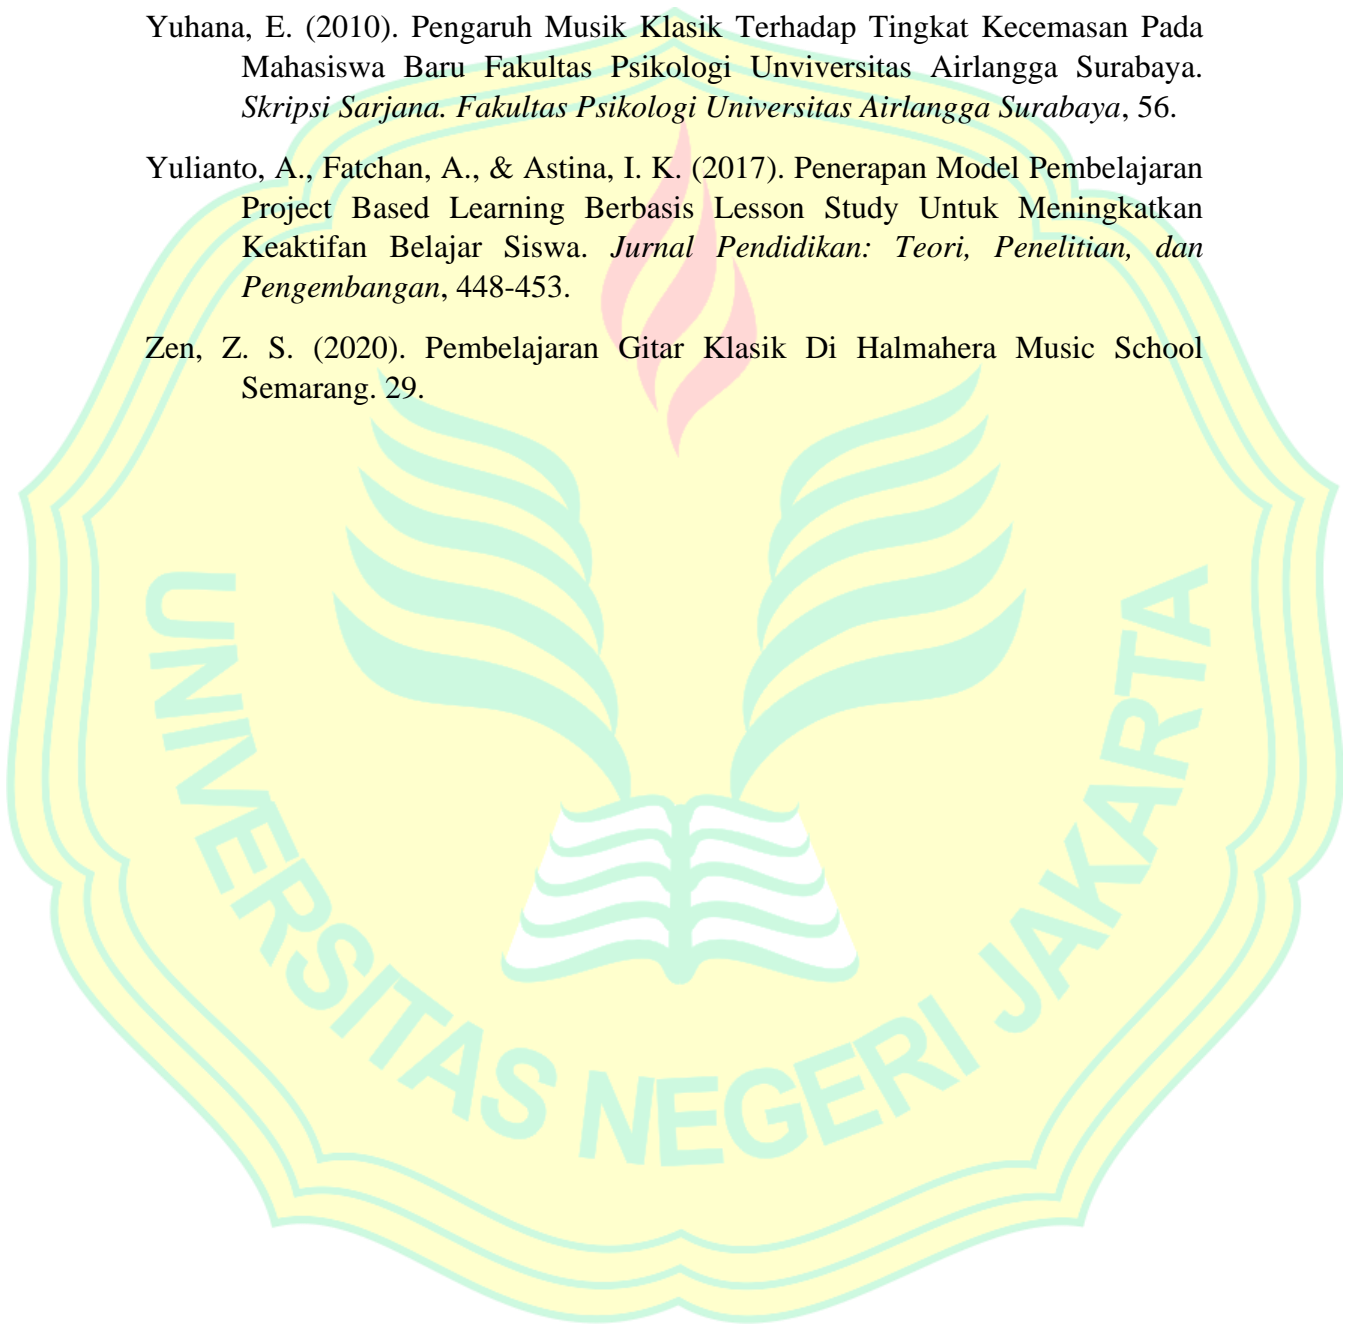 Yuhana, E. (2010). Pengaruh Musik Klasik Terhadap Tingkat Kecemasan Pada
Mahasiswa Baru Fakultas Psikologi Unviversitas Airlangga Surabaya.
Skripsi Sarjana. Fakultas Psikologi Universitas Airlangga Surabaya, 56.
Yulianto, A., Fatchan, A., & Astina, I. K. (2017). Penerapan Model Pembelajaran
Project Based Learning Berbasis Lesson Study Untuk Meningkatkan
Keaktifan Belajar Siswa. Jurnal Pendidikan: Teori, Penelitian, dan
Pengembangan, 448-453.
Zen, Z. S. (2020). Pembelajaran Gitar Klasik Di Halmahera Music School
Semarang. 29.
UNIVERSITAS NEGERI JAKARTA